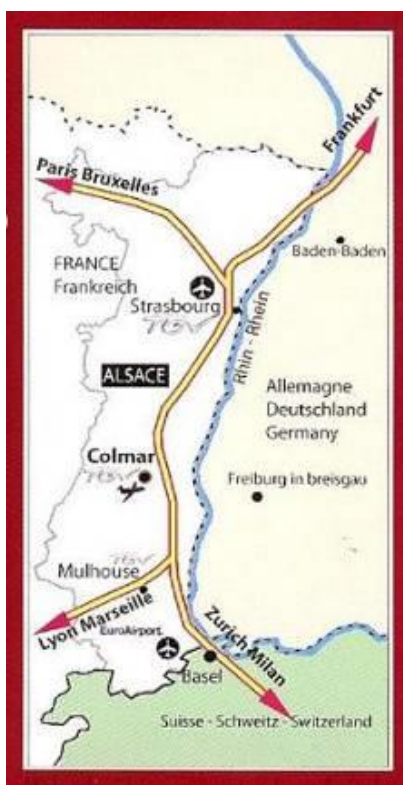 Frankfurt
Paris Bruxelles
Baden-Baden
FRANCE
Frankreich
Strasbourg
TGV
Rhin - Rhein
ALSACE
Allemagne
Deutschland
Germany
Colmar
TGV
Freiburg in breisgau
TGV
Mulhouse
Lyon Marseille
EuroAirport
Zurich Milan
Basel
Suisse - Schweitz - Switzerland